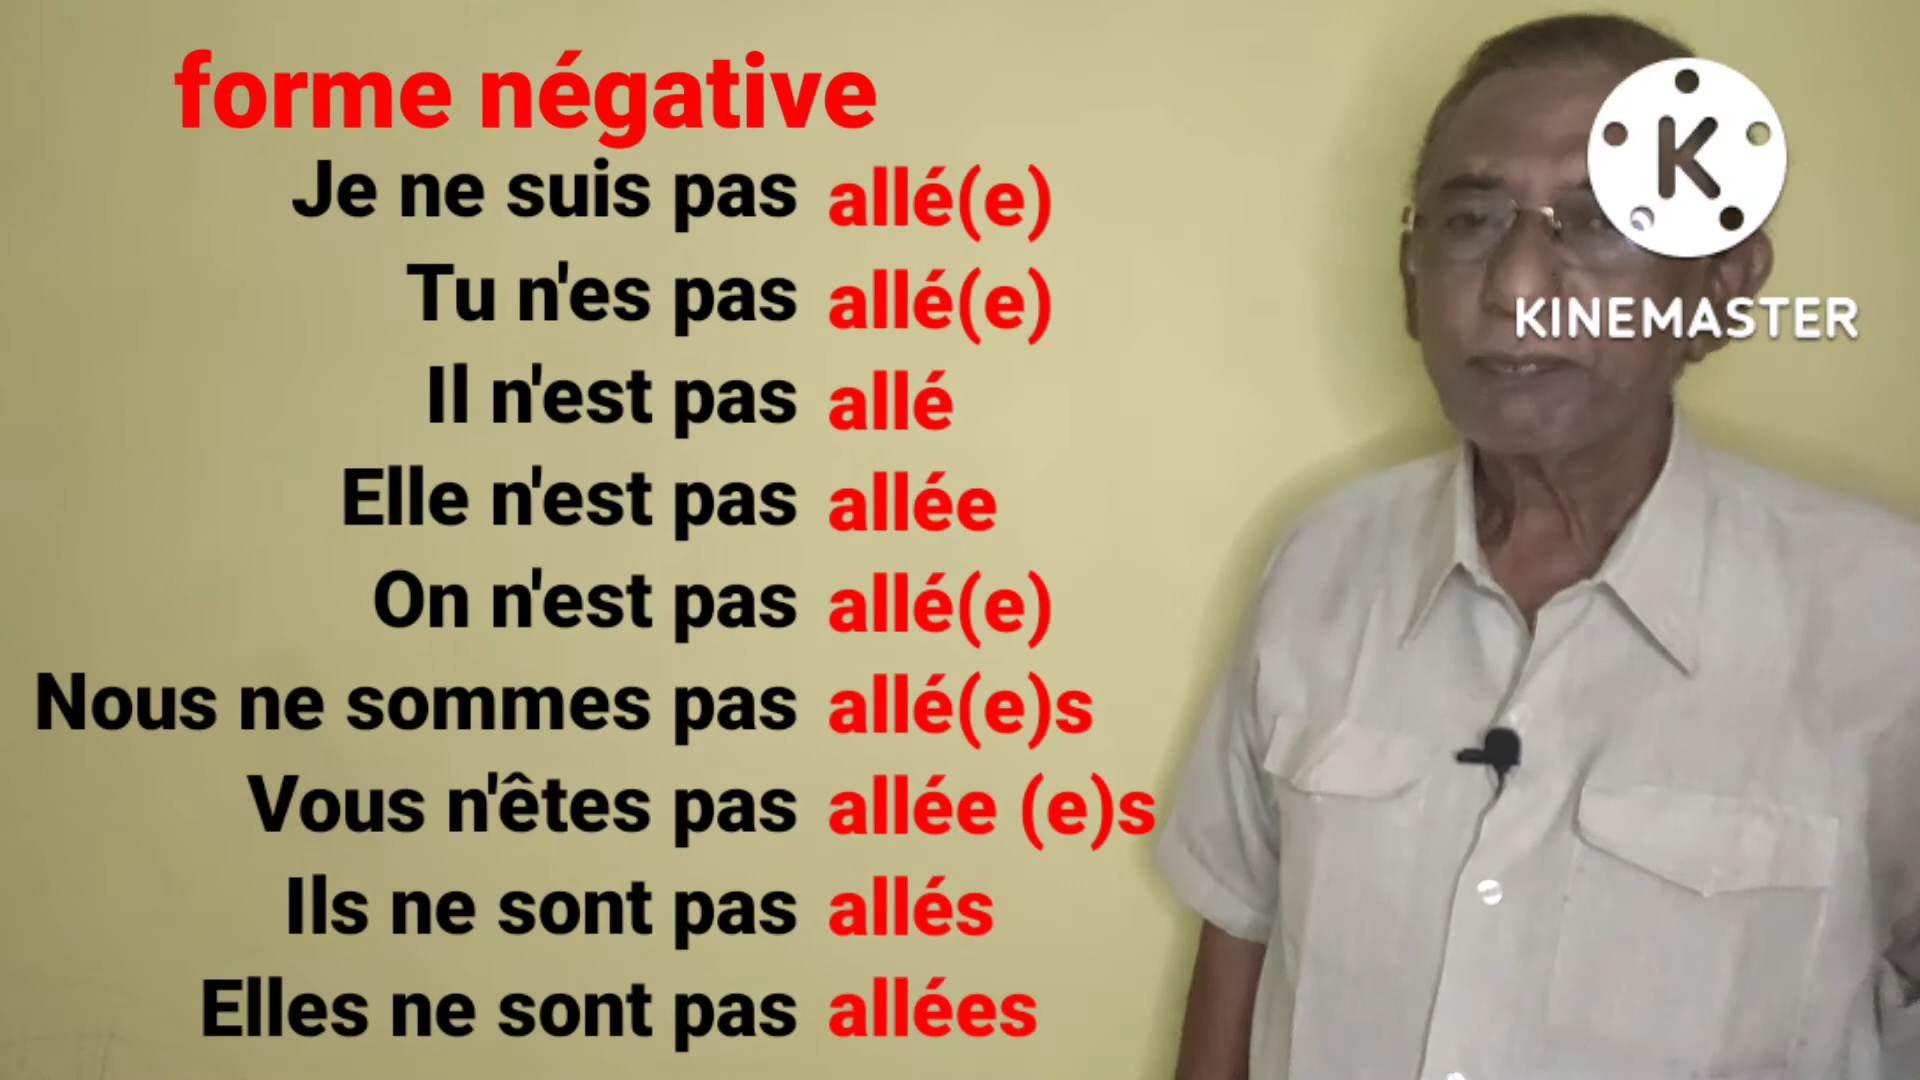 forme négative
Je ne suis pas allé(e)
Tu n'es pas allé(e)
Il n'est pas allé
Elle n'est pas allée
On n'est pas allé(e)
Nous ne sommes pas allé(e)s
Vous n'êtes pas allée (e)s
Ils ne sont pas allés
Elles ne sont pas allées
K
KINEMASTER